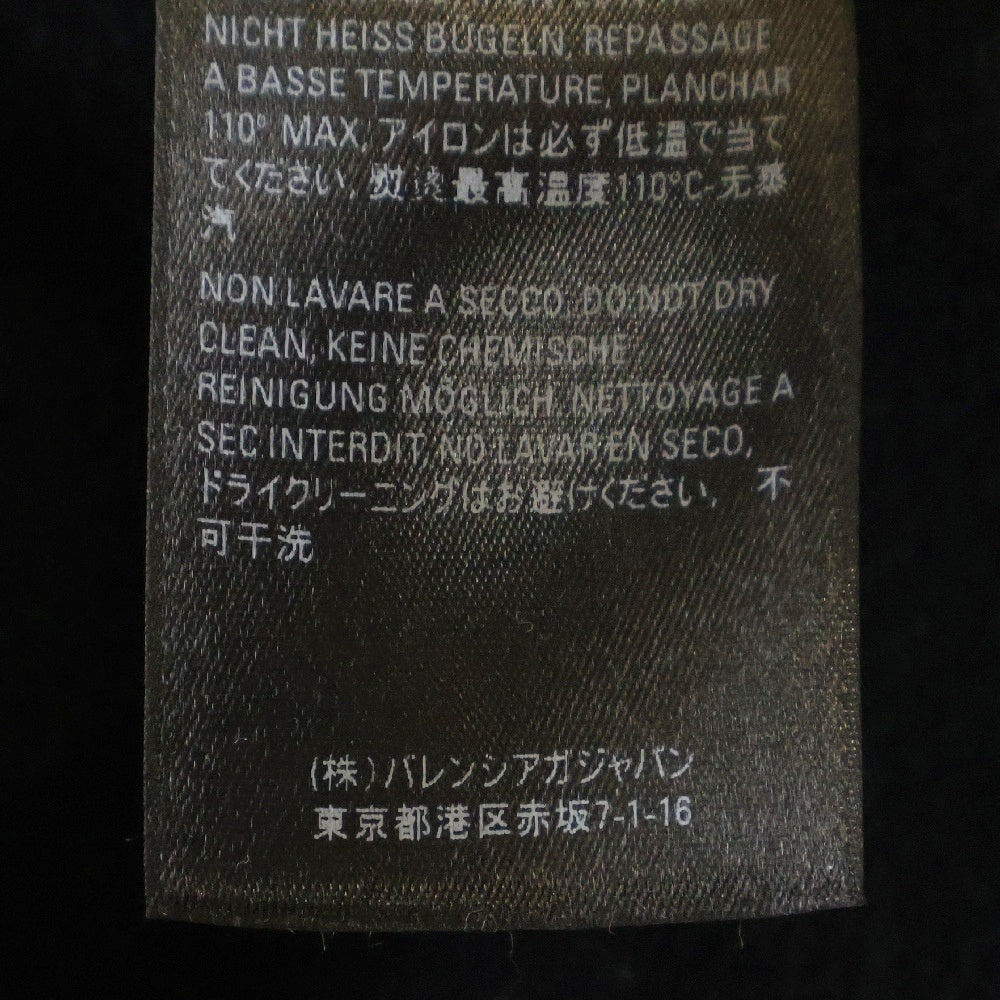 NICHT HEISS BÜGELN, REPASSAGE
A BASSE TEMPERATURE, PLANCHAR
110° MAX, アイロンは必ず低温で当て
てください, 熨烫最高温度110°C-无蒸
汽
NON LAVARE A SECCO, DO NOT DRY
CLEAN, KEINE CHEMISCHE
REINIGUNG MÖGLICH, NETTOYAGE A
SEC INTERDIT, NO LAVAR EN SECO,
ドライクリーニングはお避けください, 不
可干洗
(株)バレンシアガジャパン
東京都港区赤坂7-1-16